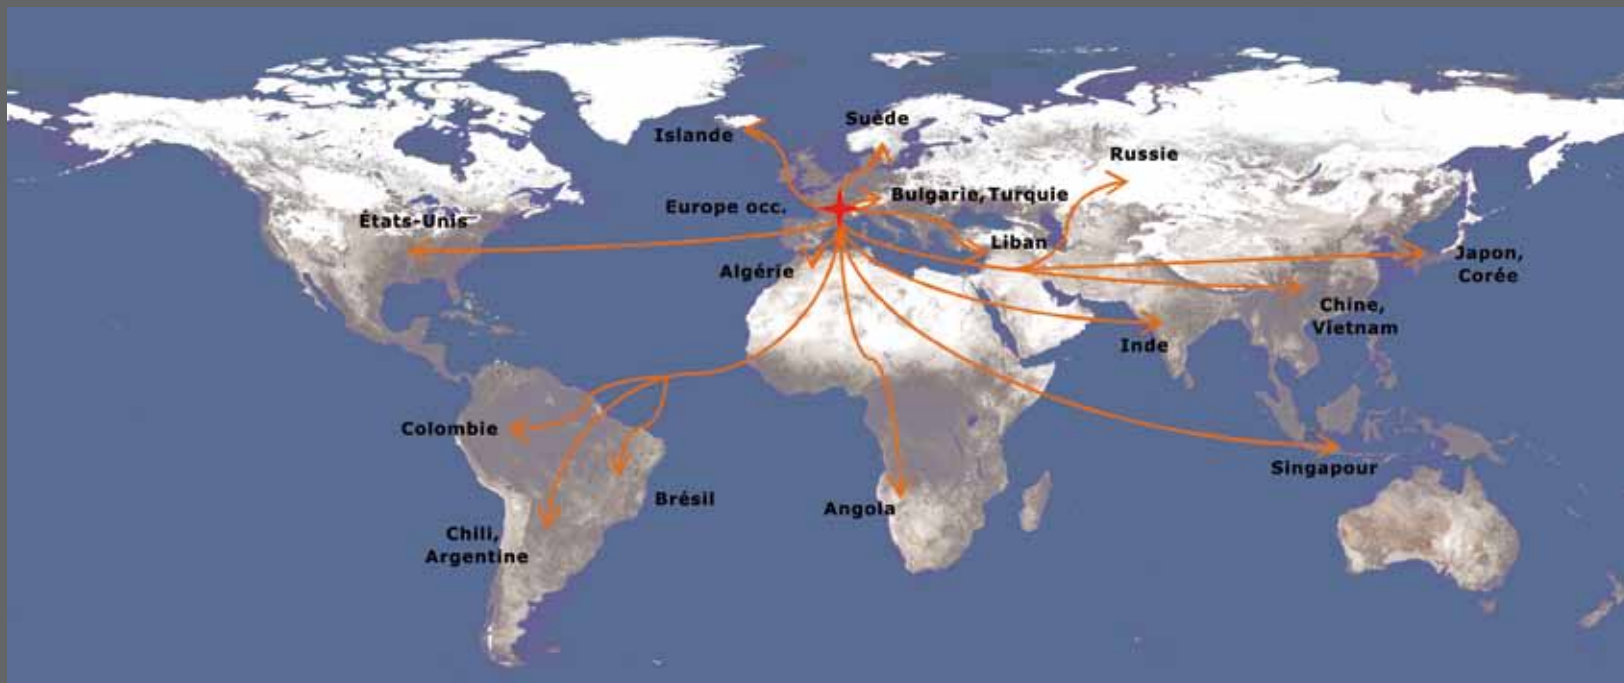 Suède
Islande
Russie
Bulgarie, Turquie
Europe occ.
États-Unis
Liban
Japon,
Corée
Algérie
Chine,
Vietnam
Inde
Colombie
Singapour
Brésil
Angola
Chili,
Argentine